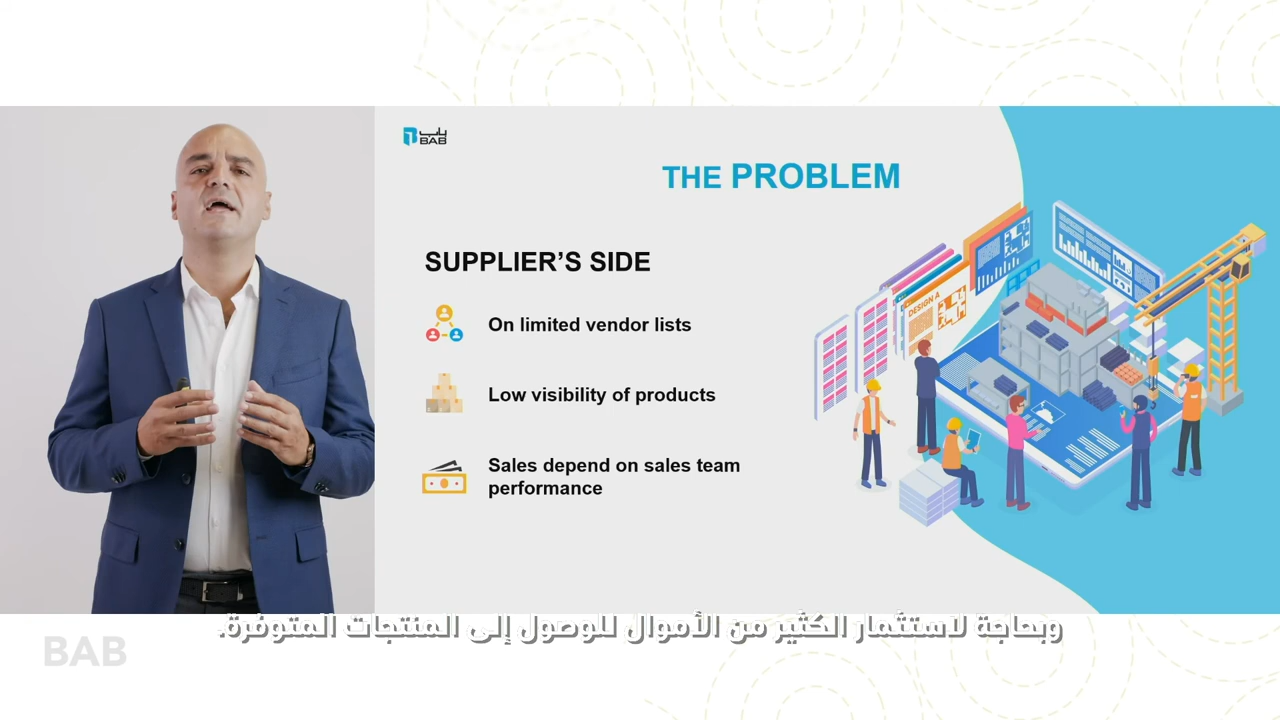 باب
BAB
THE PROBLEM
SUPPLIER'S SIDE
On limited vendor lists
Low visibility of products
Sales depend on sales team
performance
DESIGN A
وبحاجة لاستثمار الكثير من الأموال للوصول إلى المنتجات المتوفرة.
BAB